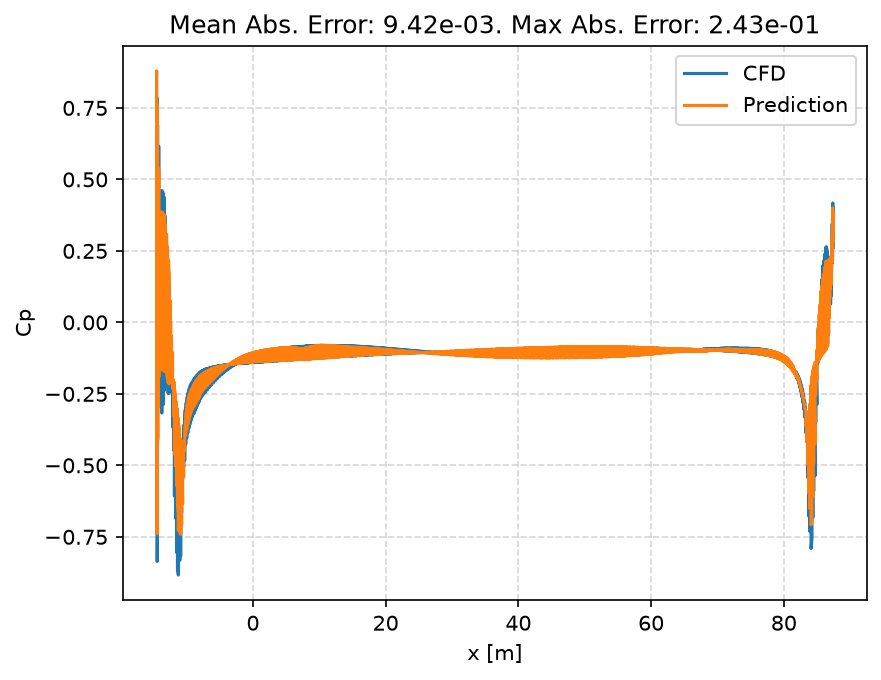 Mean Abs. Error: 9.42e-03. Max Abs. Error: 2.43e-01
CFD
Prediction
Cp
0.75
0.50
0.25
0.00
−0.25
−0.50
−0.75
0 20 40 60 80
x [m]